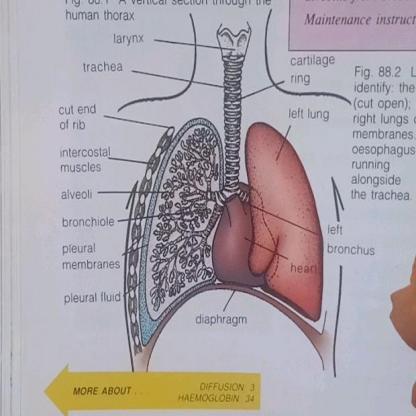 Fig. 88.1 A vertical section through the
human thorax
Maintenance instruct
larynx
trachea
cartilage
ring
cut end
of rib
left lung
intercostal
muscles
alveoli
bronchiole
pleural
membranes
pleural fluid
left
bronchus
heart
diaphragm
Fig. 88.2 L
identify: the
(cut open);
right lungs
membranes.
oesophagus
running
alongside
the trachea.
MORE ABOUT . . .
DIFFUSION 3
HAEMOGLOBIN 34